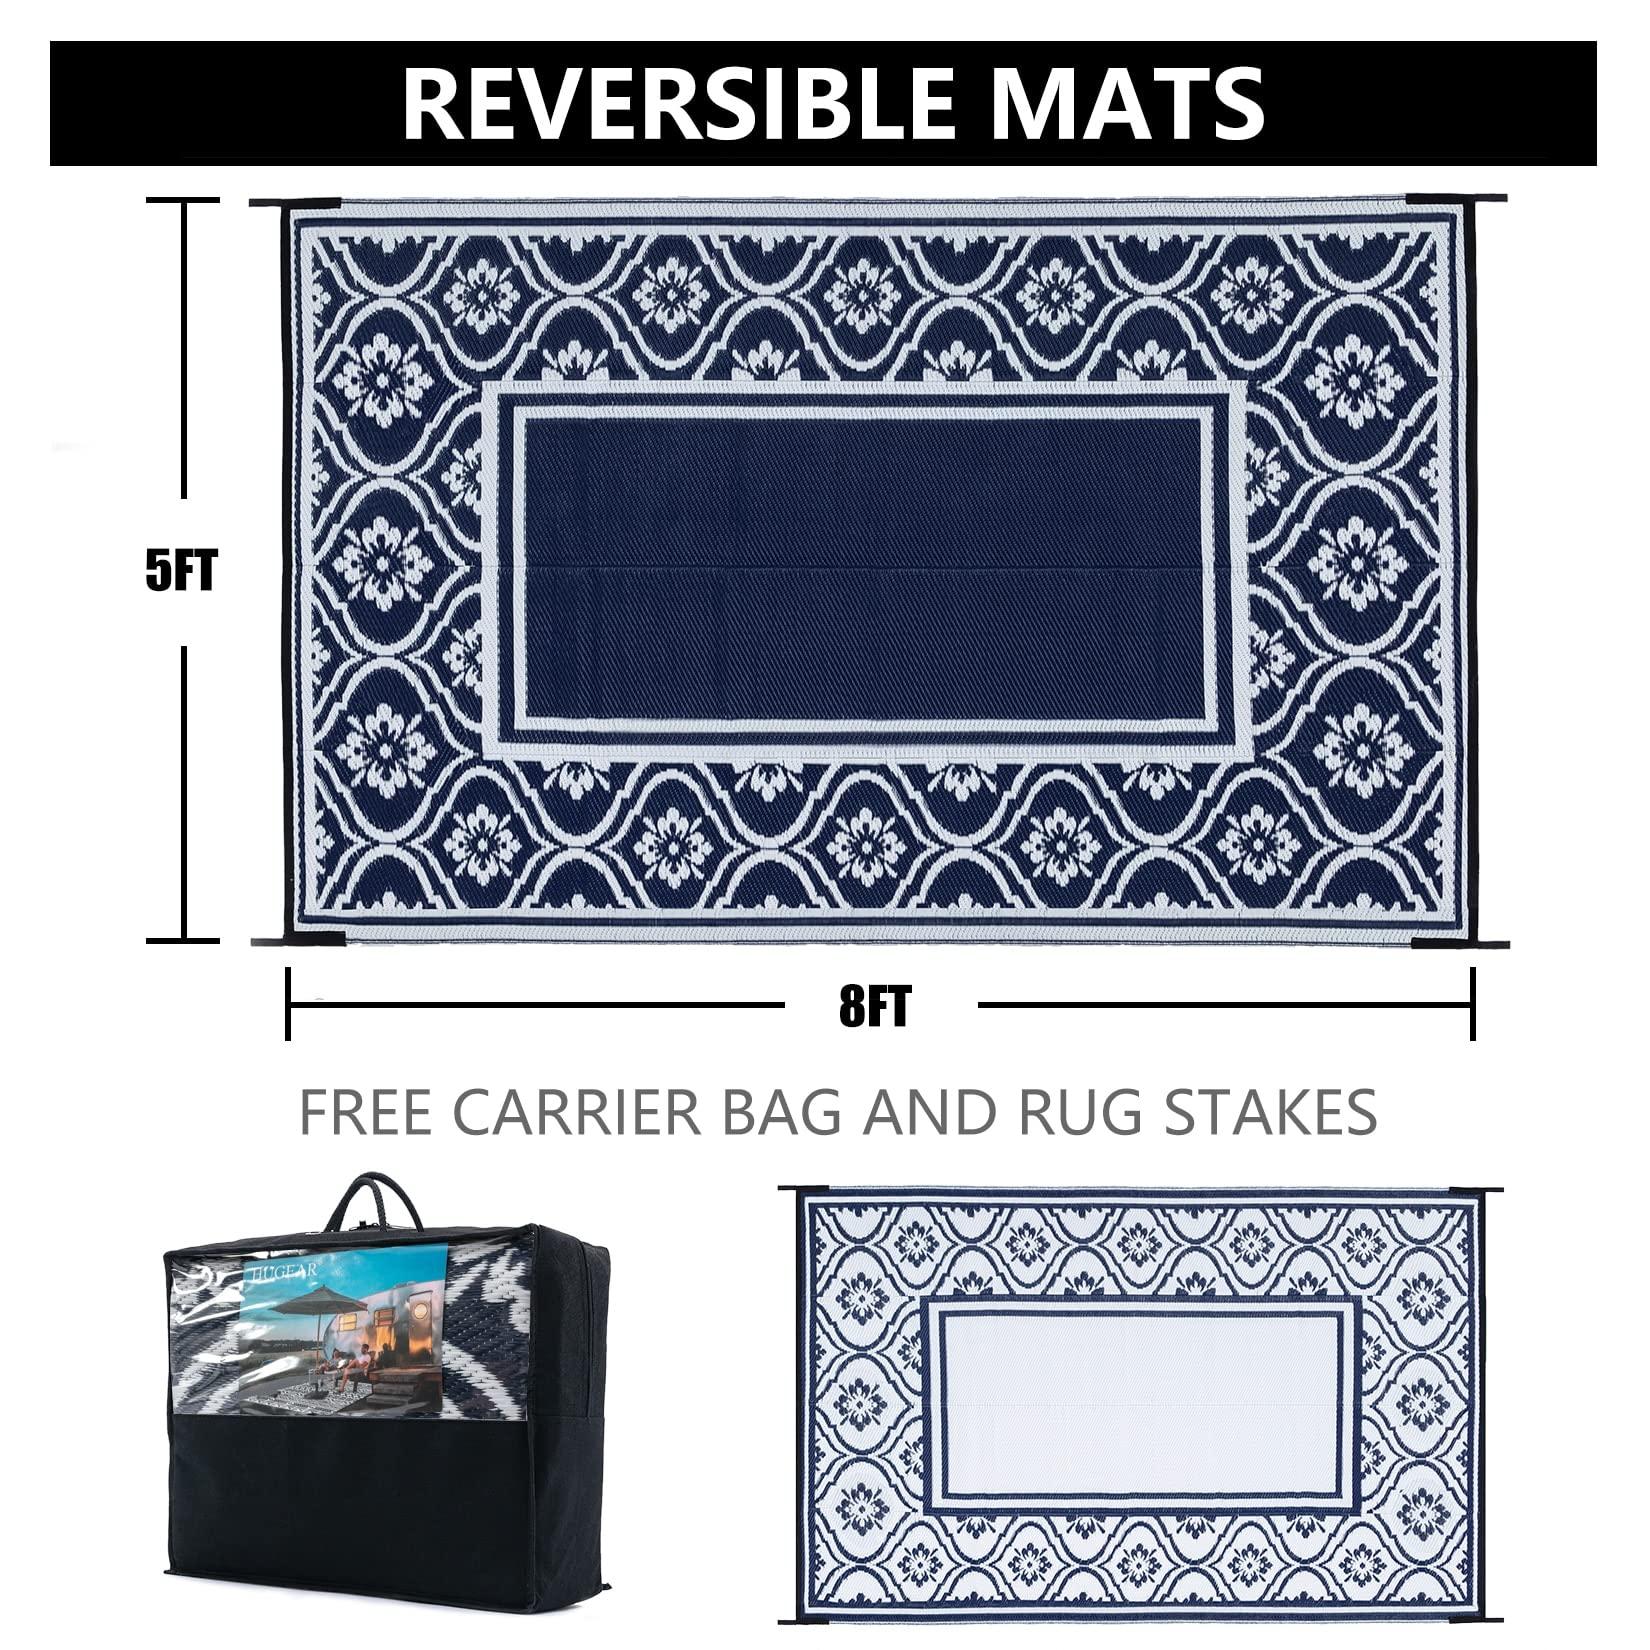 REVERSIBLE MATS
5FT
8FT
FREE CARRIER BAG AND RUG STAKES
HUGEAR